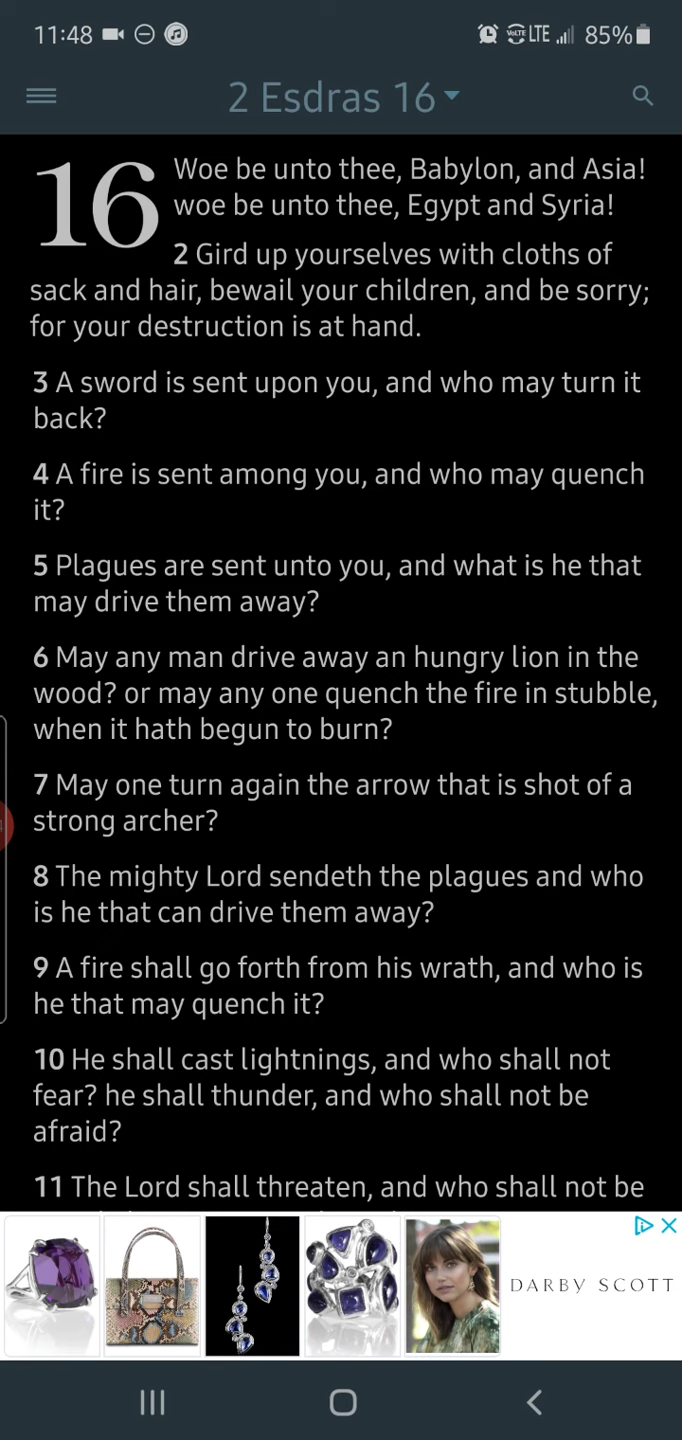 11:48
VoLTE LTE 85%
2 Esdras 16
16 Woe be unto thee, Babylon, and Asia!
woe be unto thee, Egypt and Syria!
2 Gird up yourselves with cloths of
sack and hair, bewail your children, and be sorry;
for your destruction is at hand.
3 A sword is sent upon you, and who may turn it
back?
4 A fire is sent among you, and who may quench
it?
5 Plagues are sent unto you, and what is he that
may drive them away?
6 May any man drive away an hungry lion in the
wood? or may any one quench the fire in stubble,
when it hath begun to burn?
7 May one turn again the arrow that is shot of a
strong archer?
8 The mighty Lord sendeth the plagues and who
is he that can drive them away?
9 A fire shall go forth from his wrath, and who is
he that may quench it?
10 He shall cast lightnings, and who shall not
fear? he shall thunder, and who shall not be
afraid?
11 The Lord shall threaten, and who shall not be
DARBY SCOTT